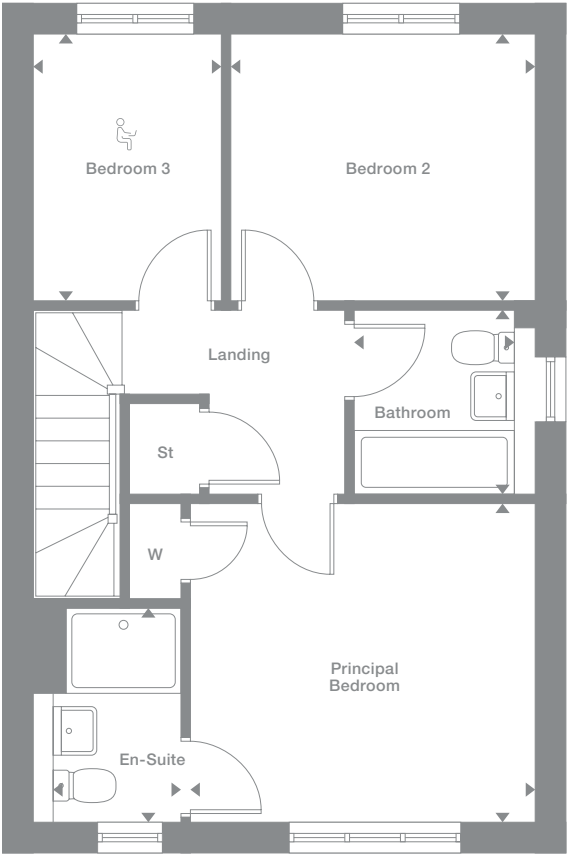 Bedroom 3
Bedroom 2
Landing
Bathroom
St
W
Principal
Bedroom
En-Suite